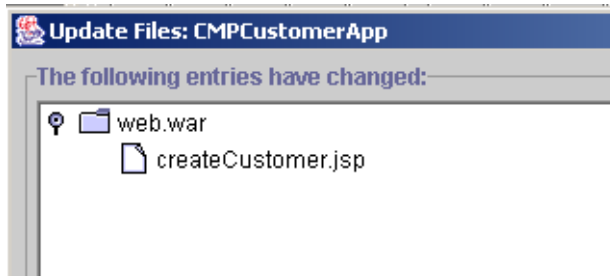 Update Files: CMPCustomerApp
The following entries have changed:
web.war
createCustomer.jsp